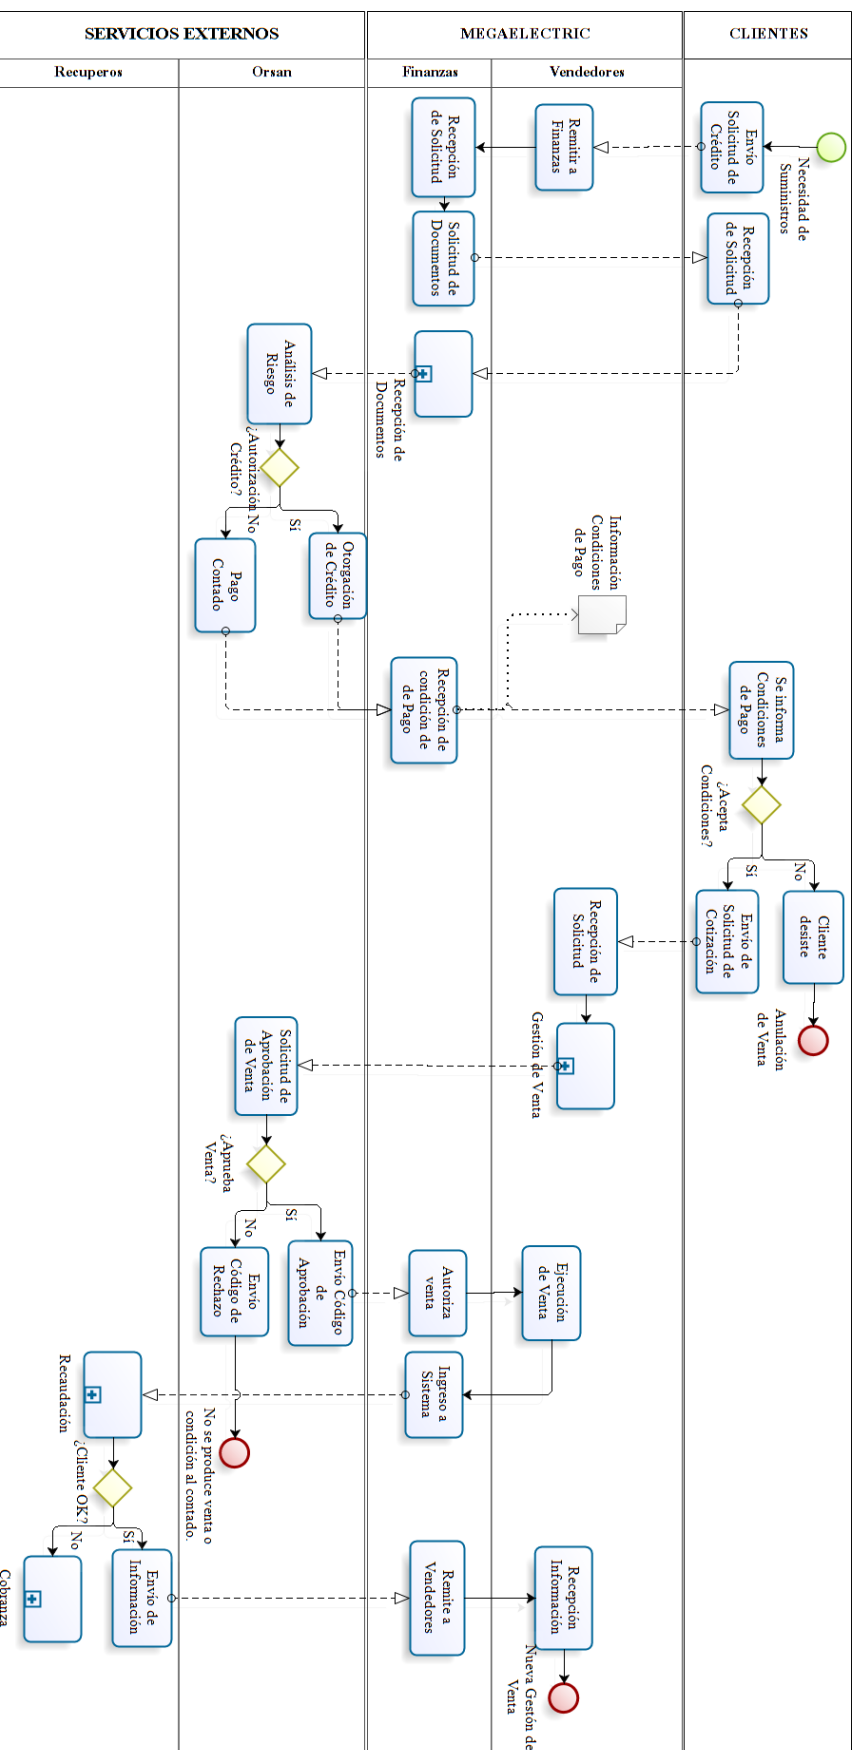 SERVICIOS EXTERNOS
MEGAELECTRIC
CLIENTES
Recuperos
Orsan
Finanzas
Vendedores
Necesidad de
Suministros
Envío
Solicitud de
Crédito
Remitir a
Finanzas
Recepción
de Solicitud
Solicitud de
Documentos
Recepción
de Solicitud
Recepción de
Documentos
Análisis de
Riesgo
¿Autorización
Crédito?
No
Sí
Otorgación
de Crédito
Pago
Contado
Información
Condiciones
de Pago
Recepción de
condición de
de Pago
Se informa
Condiciones
de Pago
¿Acepta
Condiciones?
No
Sí
Cliente
desiste
Anulación
de Venta
Envío de
Solicitud de
Cotización
Recepción de
Solicitud
Gestión de Venta
Solicitud de
Aprobación
de Venta
¿Aprueba
Venta?
Sí
No
Envío Código
de
Aprobación
Envío
Código de
Rechazo
Autoriza
venta
Ejecución
de Venta
Ingreso a
Sistema
No se produce venta o
condición al contado.
Recaudación
¿Cliente OK?
Sí
No
Envío de
Información
Cobranza
Remite a
Vendedores
Recepción
Información
Nueva Gestón de
Venta